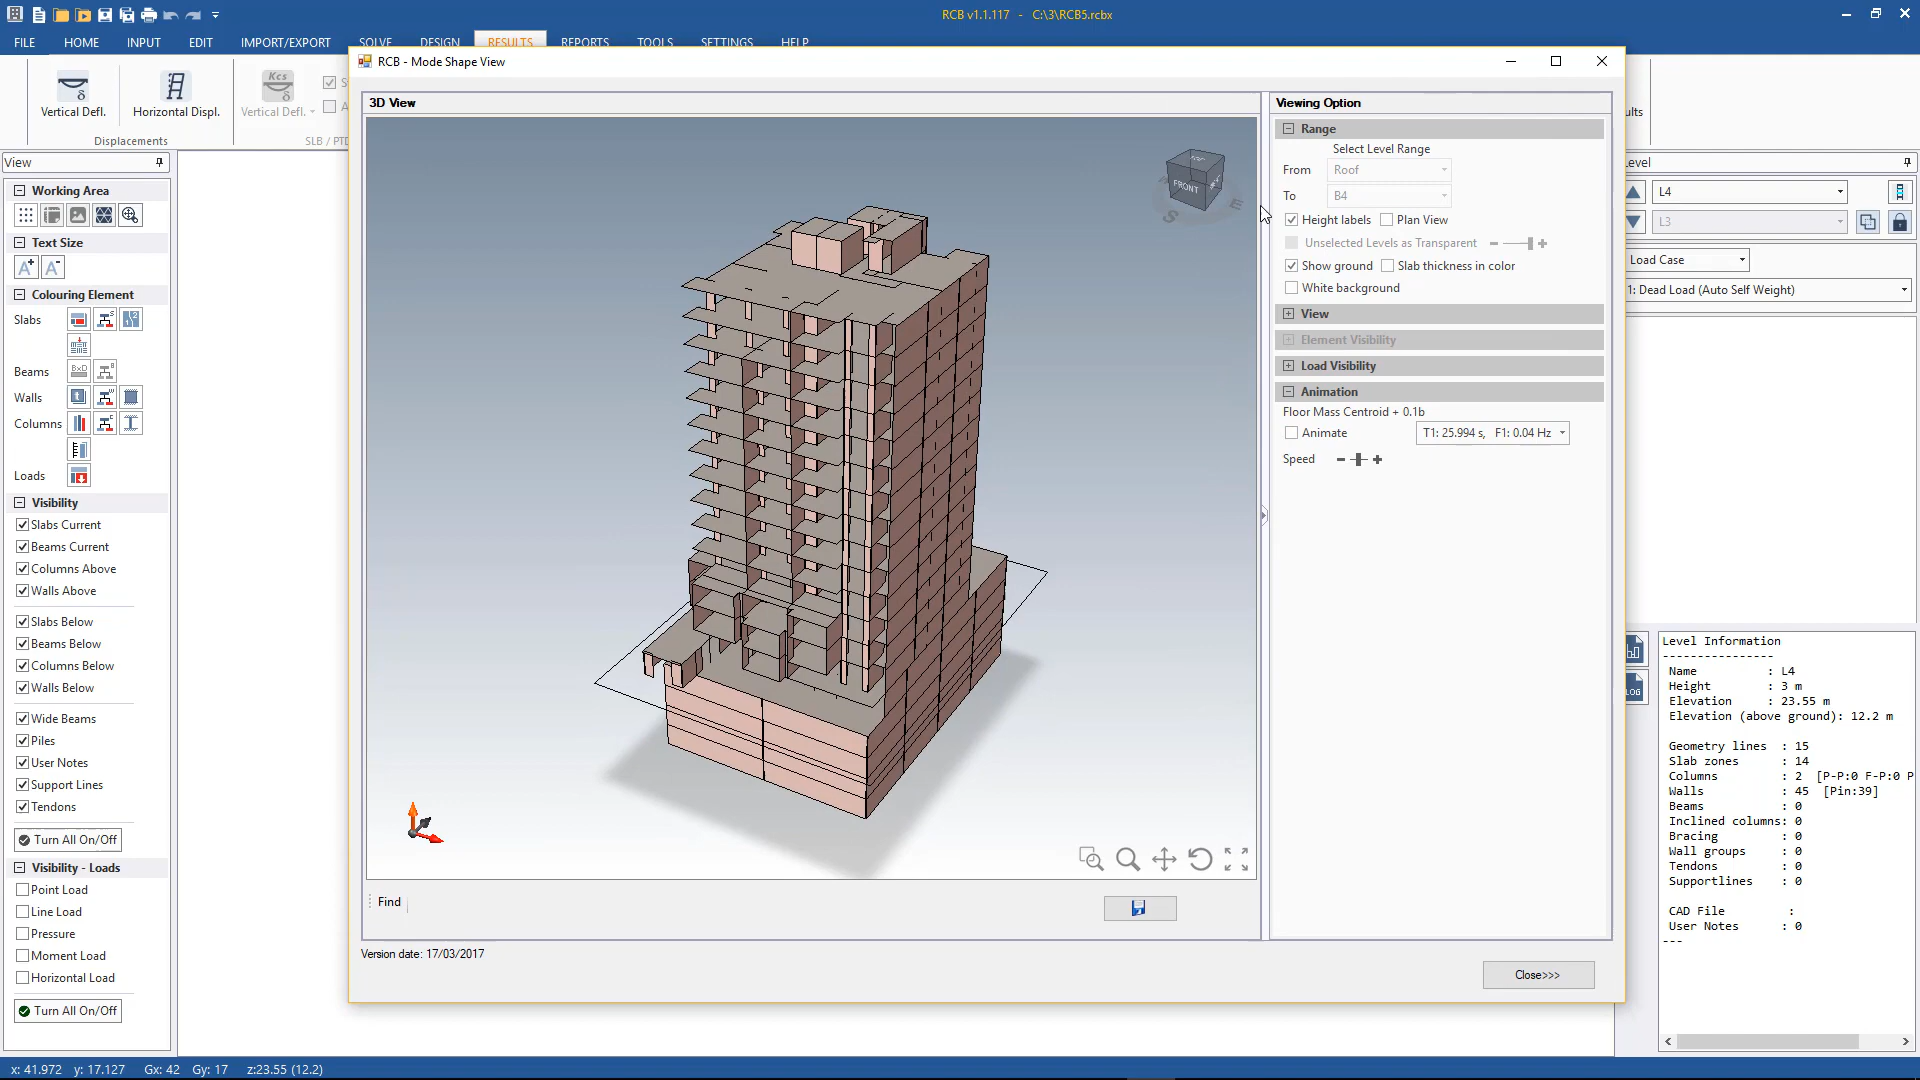 RCB v1.1.117 - C:\3\RCB5.rcbx
FILE HOME INPUT EDIT IMPORT/EXPORT SOLVE DESIGN RESULTS REPORTS TOOLS SETTINGS HELP
Vertical Defl.
Horizontal Displ.
Displacements
Kcs
Vertical Defl.
SLB / PTD
RCB - Mode Shape View
3D View
TOP
FRONT
S
E
Find
Version date: 17/03/2017
Viewing Option
Range
Select Level Range
From Roof
To B4
Height labels Plan View
Unselected Levels as Transparent
Show ground Slab thickness in color
White background
View
Element Visibility
Load Visibility
Animation
Floor Mass Centroid + 0.1b
Animate T1: 25.994 s, F1: 0.04 Hz
Speed
Close>>>
View
Working Area
Text Size
A+ A-
Colouring Element
Slabs
Beams
BxD
Walls
Columns
Loads
Visibility
Slabs Current
Beams Current
Columns Above
Walls Above
Slabs Below
Beams Below
Columns Below
Walls Below
Wide Beams
Piles
User Notes
Support Lines
Tendons
Turn All On/Off
Visibility - Loads
Point Load
Line Load
Pressure
Moment Load
Horizontal Load
Turn All On/Off
ults
evel
L4
L3
Load Case
1: Dead Load (Auto Self Weight)
LOG
Level Information
----------------
Name : L4
Height : 3 m
Elevation : 23.55 m
Elevation (above ground): 12.2 m
Geometry lines : 15
Slab zones : 14
Columns : 2 [P-P:0 F-P:0 P
Walls : 45 [Pin:39]
Beams : 0
Inclined columns: 0
Bracing : 0
Wall groups : 0
Tendons : 0
Supportlines : 0
CAD File :
User Notes : 0
---
x: 41.972 y: 17.127 Gx: 42 Gy: 17 z:23.55 (12.2)